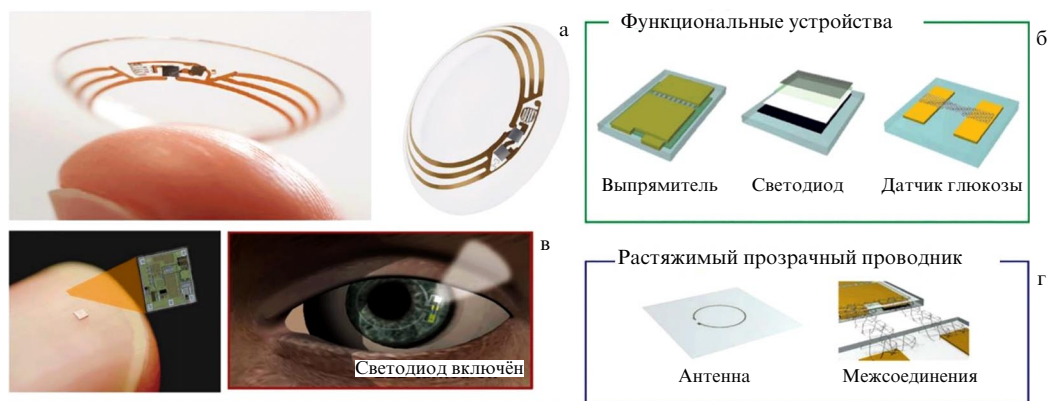 а
Функциональные устройства
б
Выпрямитель
Светодиод
Датчик глюкозы
в
Светодиод включён
Растяжимый прозрачный проводник
г
Антенна
Межсоединения